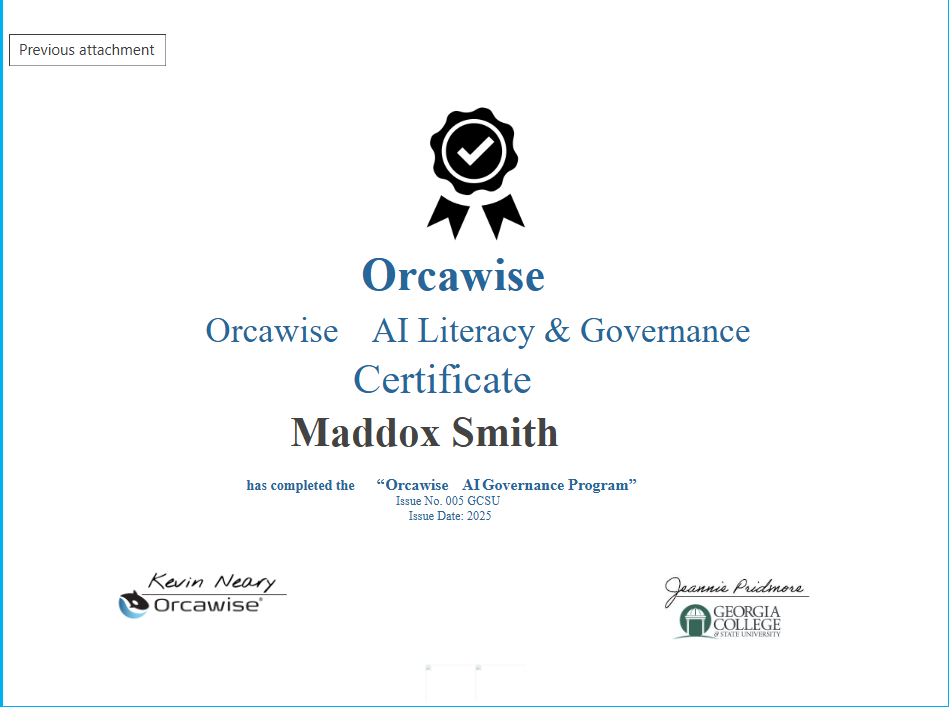 Previous attachment
Orcawise
Orcawise AI Literacy & Governance
Certificate
Maddox Smith
has completed the “Orcawise AI Governance Program”
Issue No. 005 GCSU
Issue Date: 2025
Kevin Neary
Orcawise®
Jeannie Pridmore
GEORGIA
COLLEGE
& STATE UNIVERSITY